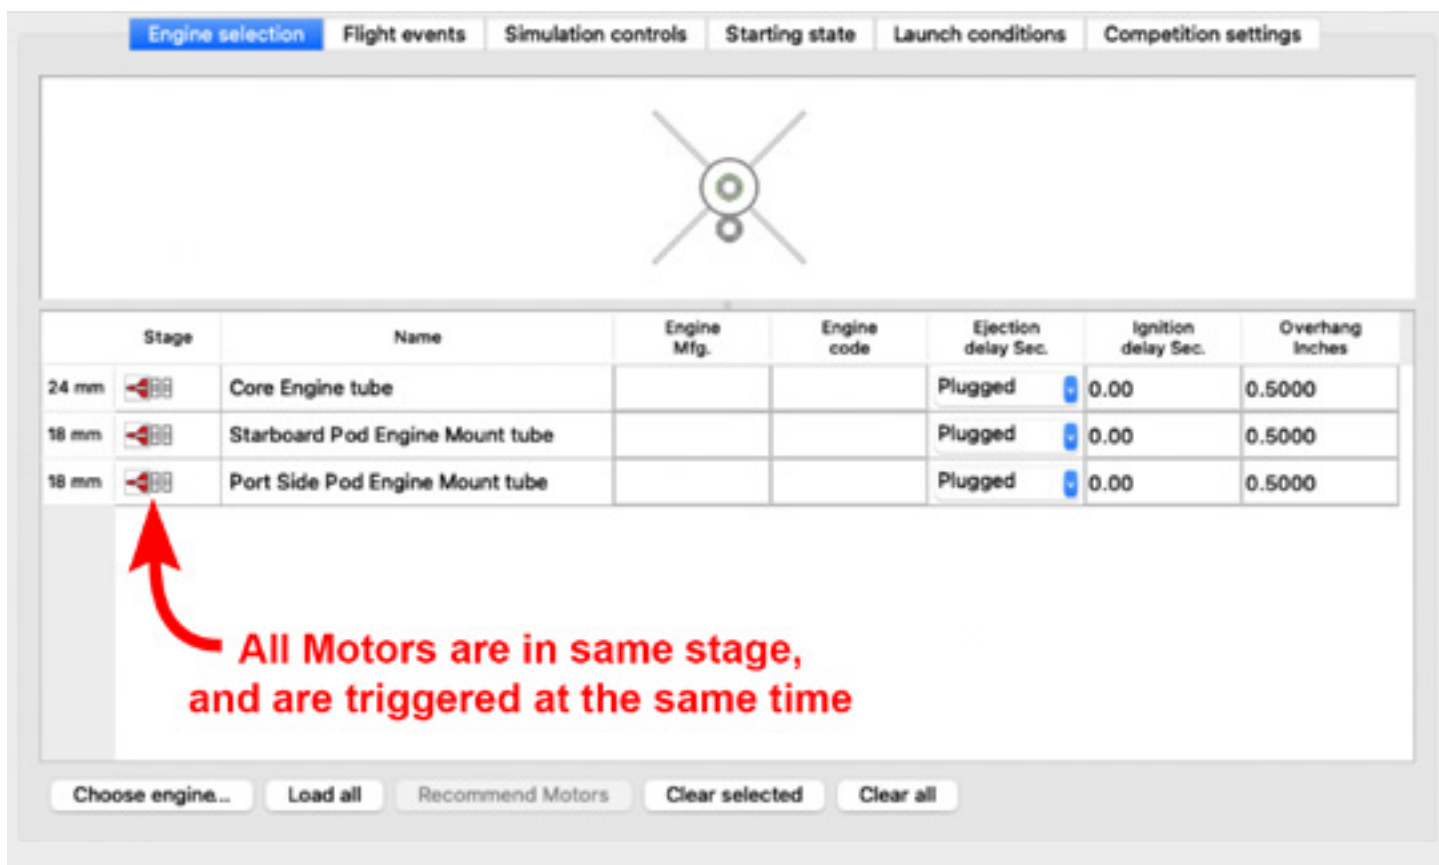 Engine selection Flight events Simulation controls Starting state Launch conditions Competition settings
Stage Name Engine Mfg. Engine code Ejection delay Sec. Ignition delay Sec. Overhang Inches
24 mm Core Engine tube Plugged 0.00 0.5000
18 mm Starboard Pod Engine Mount tube Plugged 0.00 0.5000
18 mm Port Side Pod Engine Mount tube Plugged 0.00 0.5000
All Motors are in same stage,
and are triggered at the same time
Choose engine... Load all Recommend Motors Clear selected Clear all